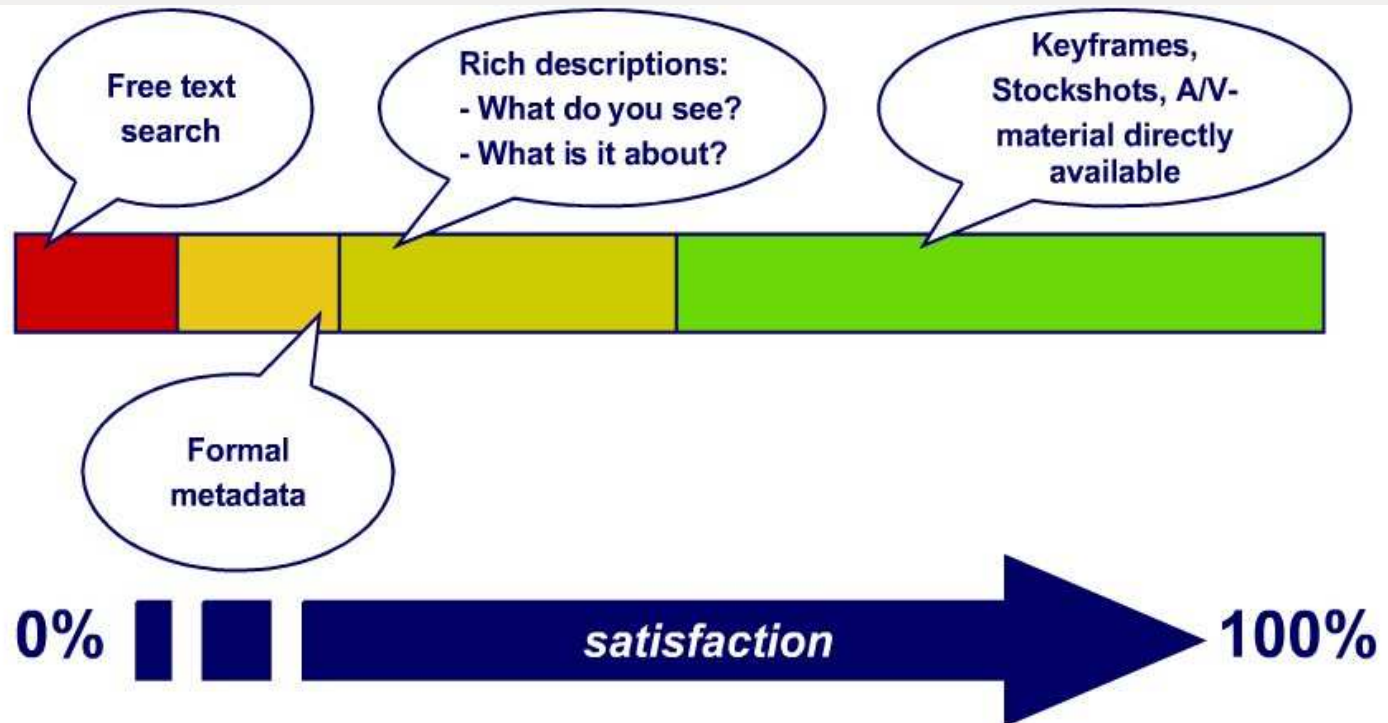 Free text
search
Rich descriptions:
- What do you see?
- What is it about?
Keyframes,
Stockshots, A/V-
material directly
available
Formal
metadata
0%
satisfaction
100%